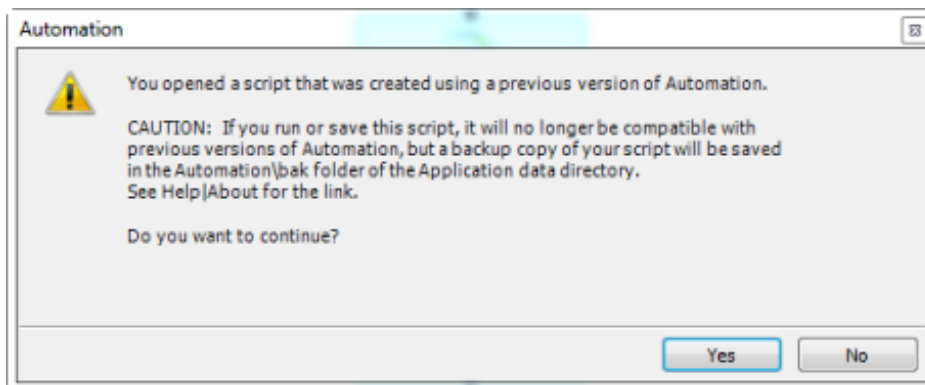 Automation
You opened a script that was created using a previous version of Automation.
CAUTION:  If you run or save this script, it will no longer be compatible with
previous versions of Automation, but a backup copy of your script will be saved
in the Automation\bak folder of the Application data directory.
See Help|About for the link.
Do you want to continue?
Yes
No